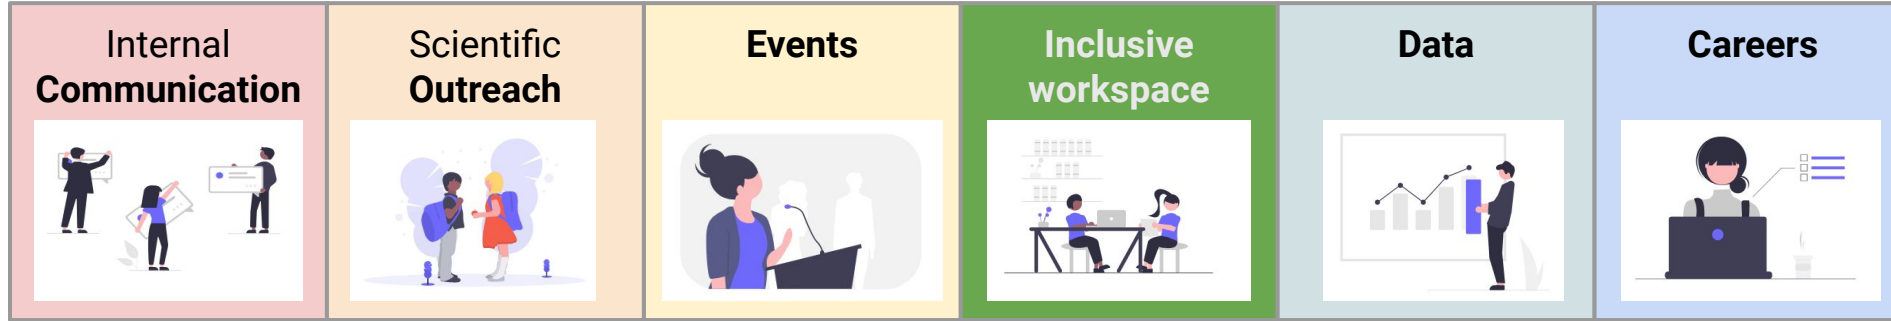 Internal
Communication
Scientific
Outreach
Events
Inclusive
workspace
Data
Careers